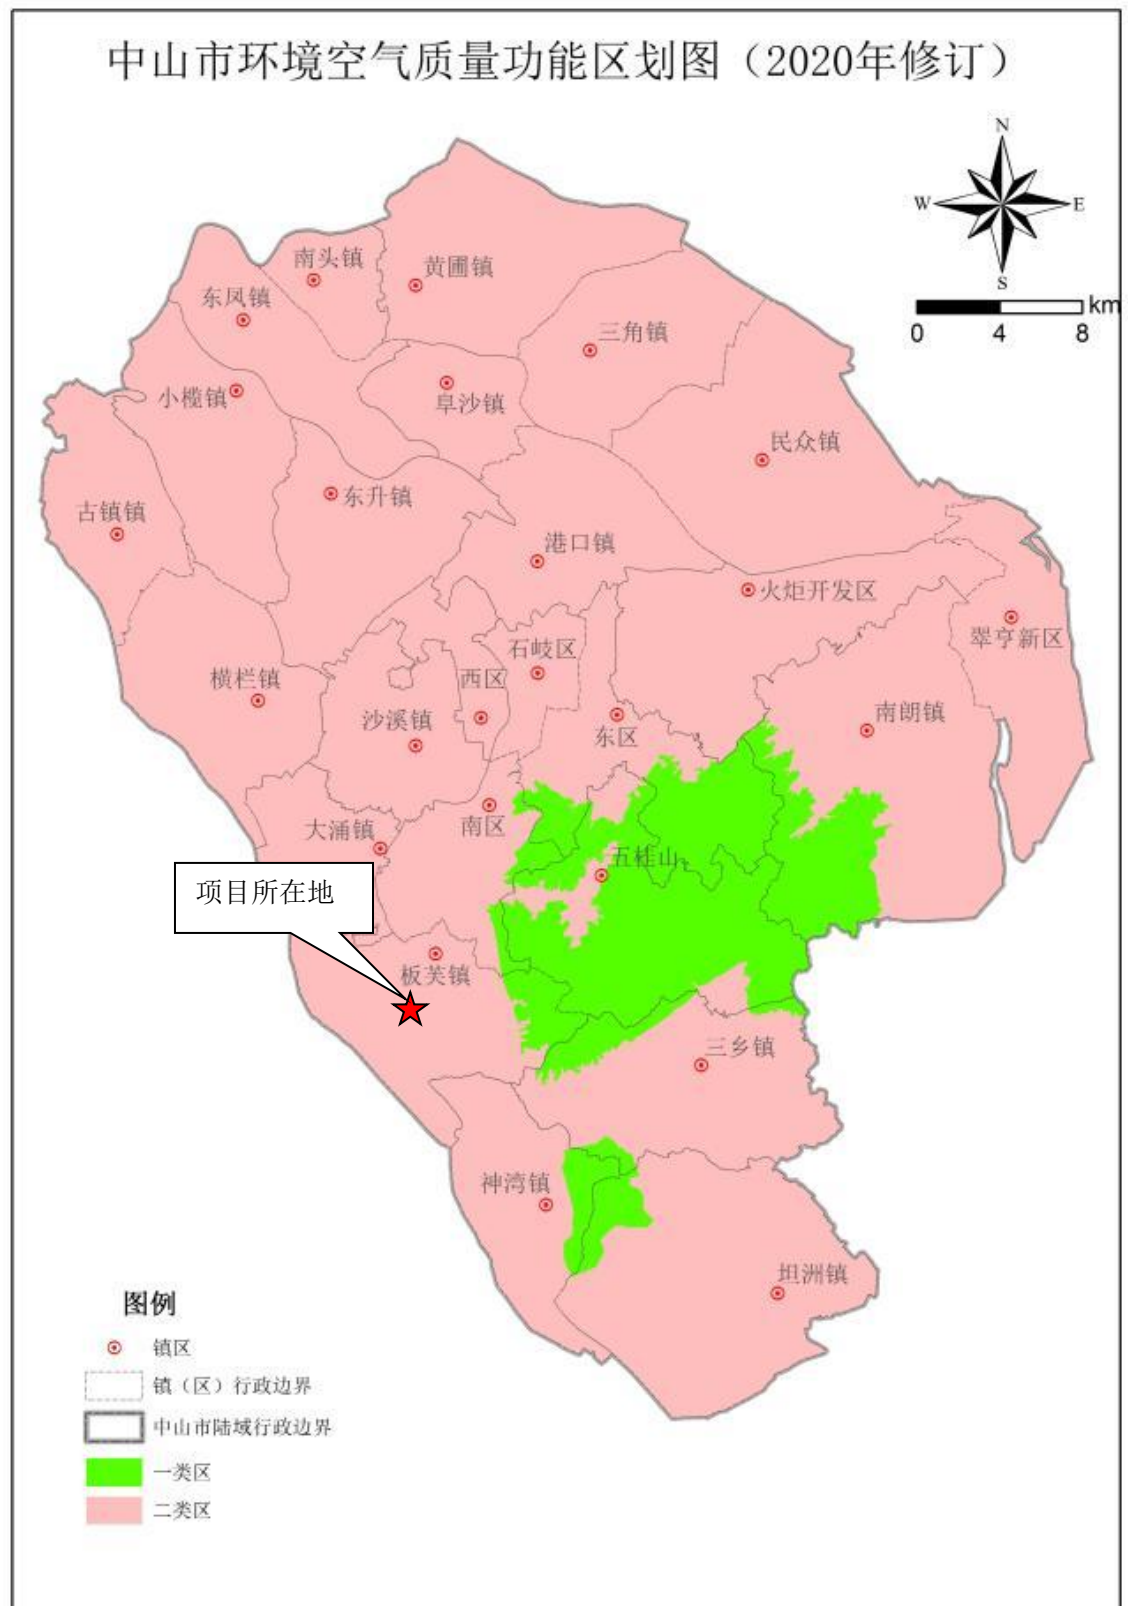 中山市环境空气质量功能区划图（2020年修订）
N
W
E
S
km
0
4
8
南头镇
黄圃镇
东凤镇
三角镇
小榄镇
阜沙镇
民众镇
古镇镇
东升镇
港口镇
火炬开发区
翠亨新区
石岐区
横栏镇
西区
沙溪镇
东区
南朗镇
大涌镇
南区
五桂山
项目所在地
板芙镇
三乡镇
神湾镇
坦洲镇
图例
镇区
镇（区）行政边界
中山市陆域行政边界
一类区
二类区